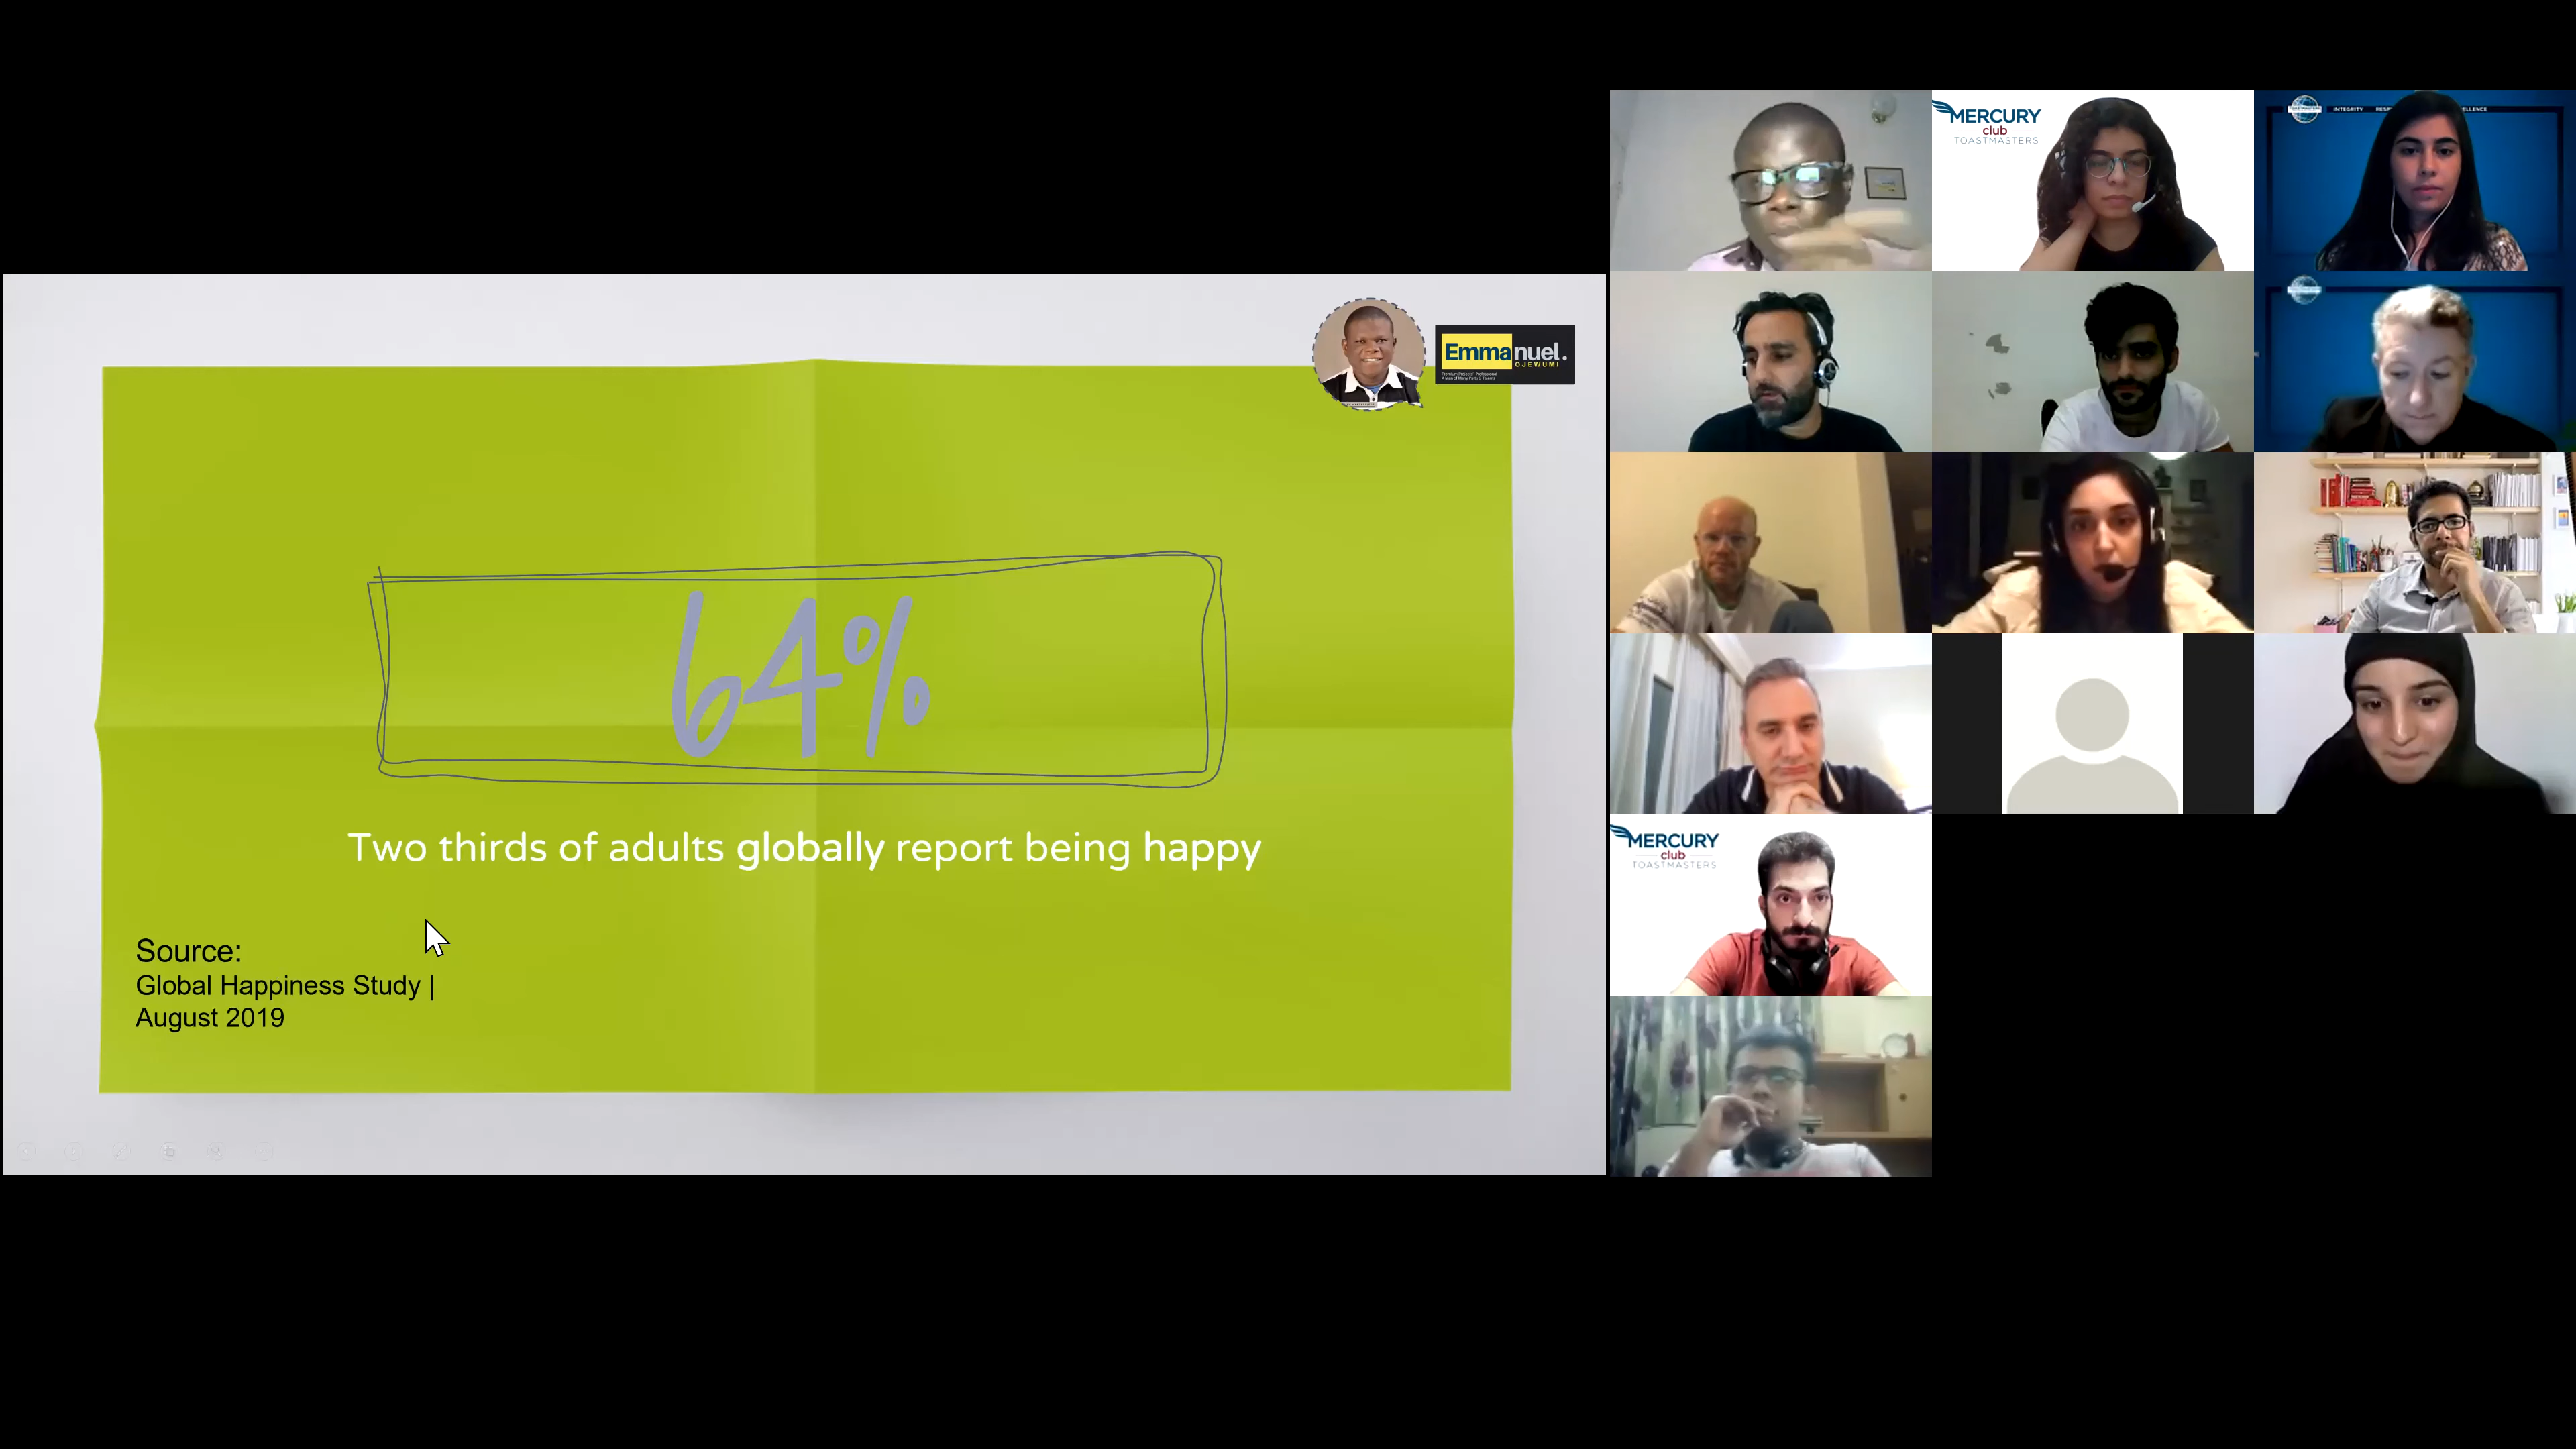 Emmanuel.
OJEWUMI
64%
Two thirds of adults globally report being happy
Source:
Global Happiness Study |
August 2019
MERCURY
club
TOASTMASTERS
INTEGRITY
MERCURY
club
TOASTMASTERS